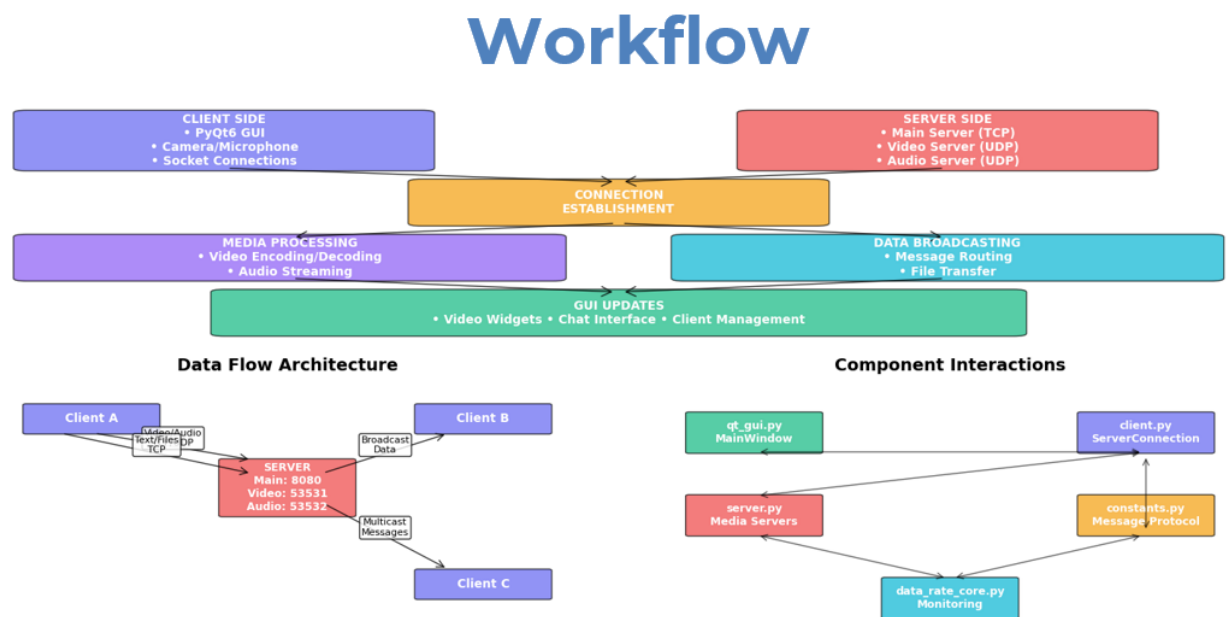 Workflow
CLIENT SIDE
• PyQt6 GUI
• Camera/Microphone
• Socket Connections
SERVER SIDE
• Main Server (TCP)
• Video Server (UDP)
• Audio Server (UDP)
CONNECTION
ESTABLISHMENT
MEDIA PROCESSING
• Video Encoding/Decoding
• Audio Streaming
DATA BROADCASTING
• Message Routing
• File Transfer
GUI UPDATES
• Video Widgets • Chat Interface • Client Management
Data Flow Architecture
Client A
Video/Audio
Text/Files
TCP
Client B
Broadcast
Data
SERVER
Main: 8080
Video: 53531
Audio: 53532
Multicast
Messages
Client C
Component Interactions
qt_gui.py
MainWindow
client.py
ServerConnection
server.py
Media Servers
constants.py
Message Protocol
data_rate_core.py
Monitoring